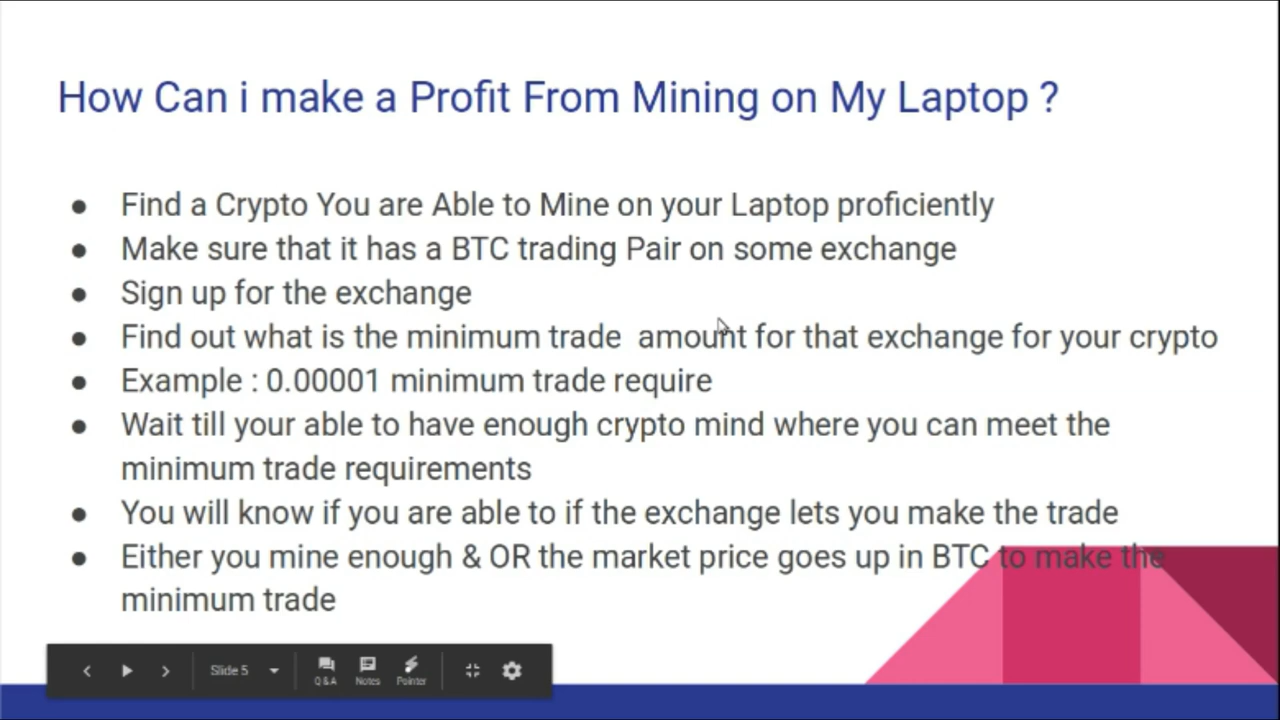 How Can i make a Profit From Mining on My Laptop ?
● Find a Crypto You are Able to Mine on your Laptop proficiently
● Make sure that it has a BTC trading Pair on some exchange
● Sign up for the exchange
● Find out what is the minimum trade  amount for that exchange for your crypto
● Example : 0.00001 minimum trade require
● Wait till your able to have enough crypto mind where you can meet the
minimum trade requirements
● You will know if you are able to if the exchange lets you make the trade
● Either you mine enough & OR the market price goes up in BTC to make the
minimum trade
Slide 5
Q&A Notes Pointer